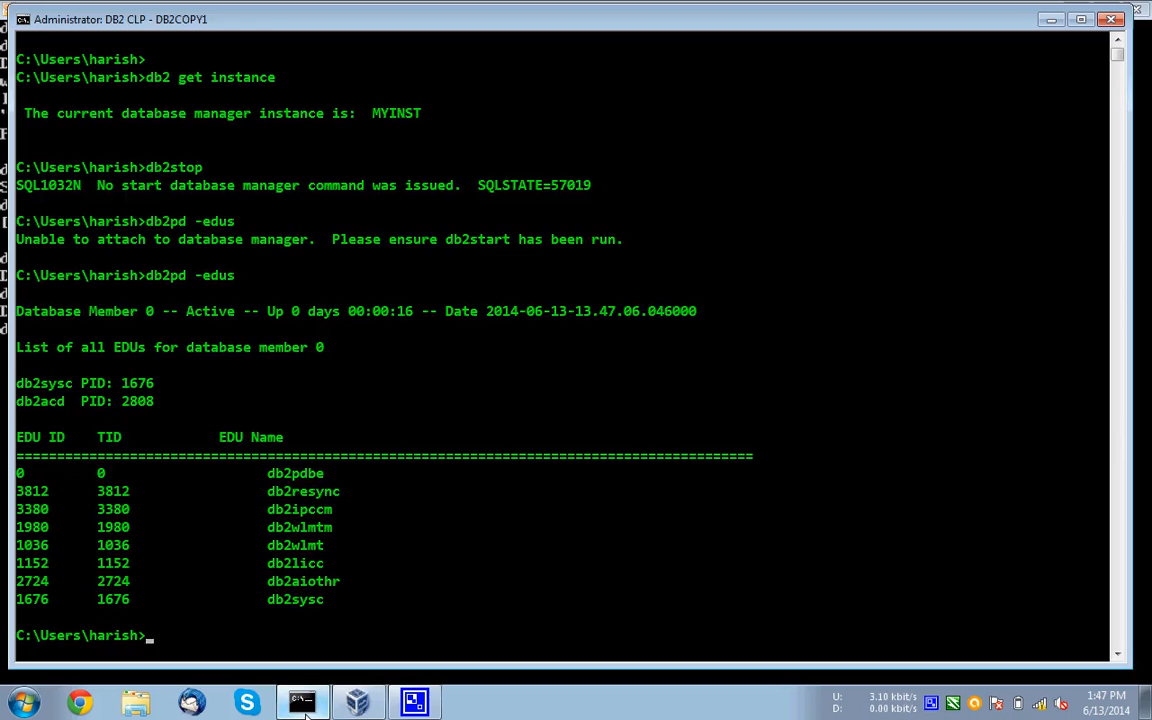 Administrator: DB2 CLP - DB2COPY1
C:\Users\harish>
C:\Users\harish>db2 get instance
The current database manager instance is:  MYINST
C:\Users\harish>db2stop
SQL1032N  No start database manager command was issued.  SQLSTATE=57019
C:\Users\harish>db2pd -edus
Unable to attach to database manager.  Please ensure db2start has been run.
C:\Users\harish>db2pd -edus
Database Member 0 -- Active -- Up 0 days 00:00:16 -- Date 2014-06-13-13.47.06.046000
List of all EDUs for database member 0
db2sysc PID: 1676
db2acd  PID: 2808
EDU ID    TID    EDU Name
=======================================================================================
0    0    db2pdbe
3812    3812    db2resync
3380    3380    db2ipccm
1980    1980    db2wlmtm
1036    1036    db2wlmt
1152    1152    db2licc
2724    2724    db2aiothr
1676    1676    db2sysc
C:\Users\harish>_
U: 3.10 kbit/s
D: 0.00 kbit/s
1:47 PM
6/13/2014